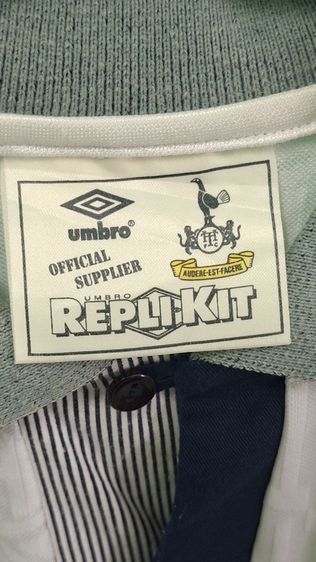 umbro®
OFFICIAL
SUPPLIER
AUDERE·EST·FACERE
UMBRO
REPLI-KIT